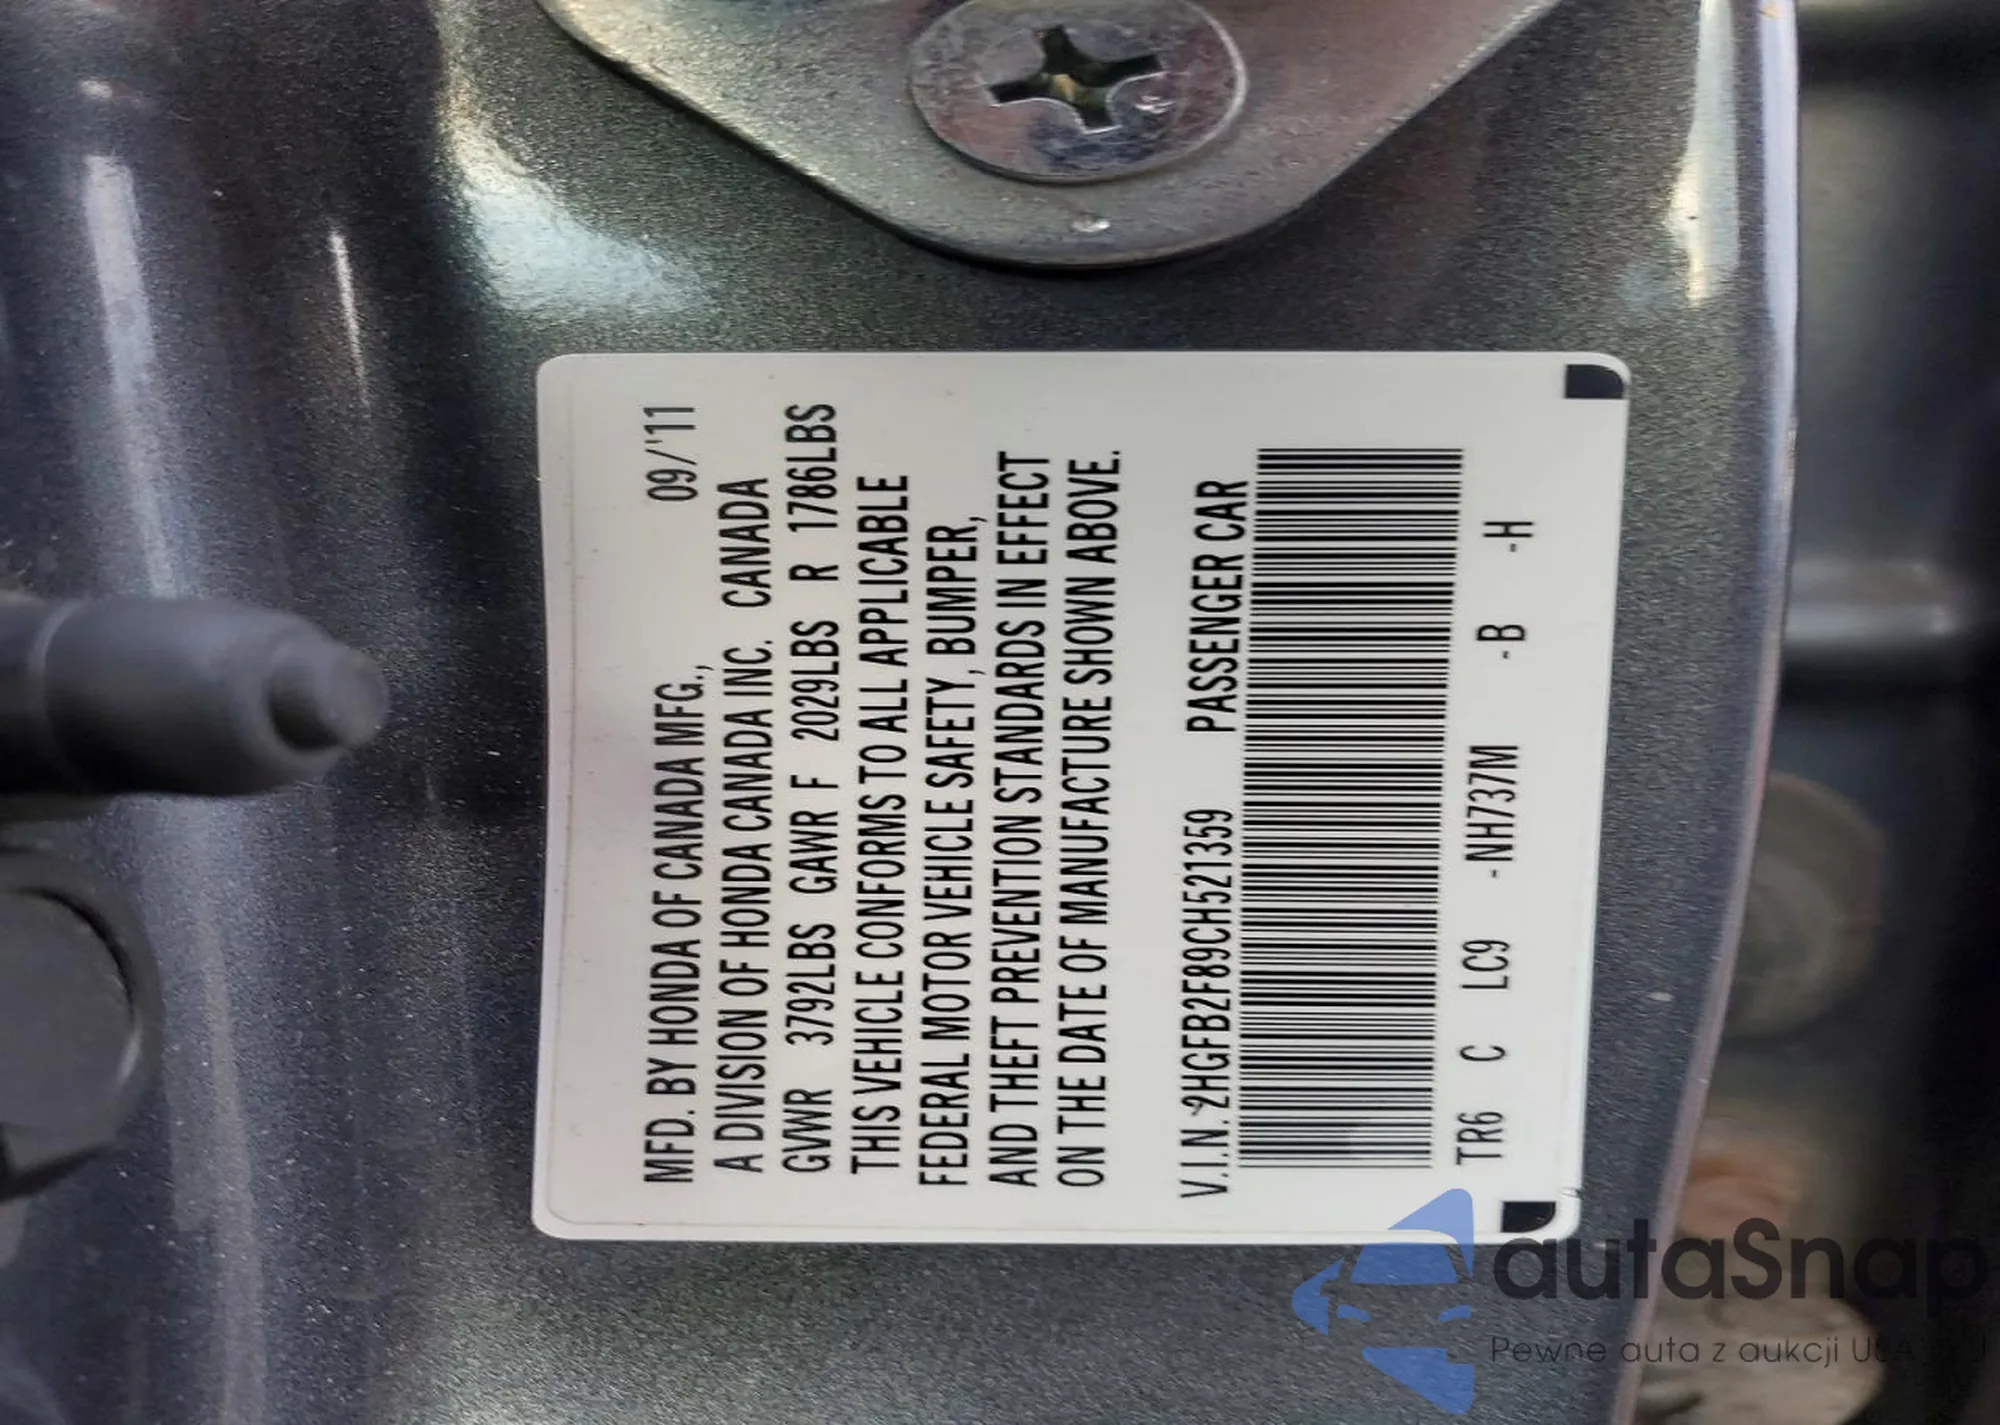 09/'11
MFD. BY HONDA OF CANADA MFG.,
A DIVISION OF HONDA CANADA INC. CANADA
GVWR 3792LBS GAWR F 2029LBS R 1786LBS
THIS VEHICLE CONFORMS TO ALL APPLICABLE
FEDERAL MOTOR VEHICLE SAFETY, BUMPER,
AND THEFT PREVENTION STANDARDS IN EFFECT
ON THE DATE OF MANUFACTURE SHOWN ABOVE.
V.I.N. 2HGFB2F89CH521359 PASSENGER CAR
TR6 C LC9 -NH737M -B -H
autaSnap
Pewne auta z aukcji USA